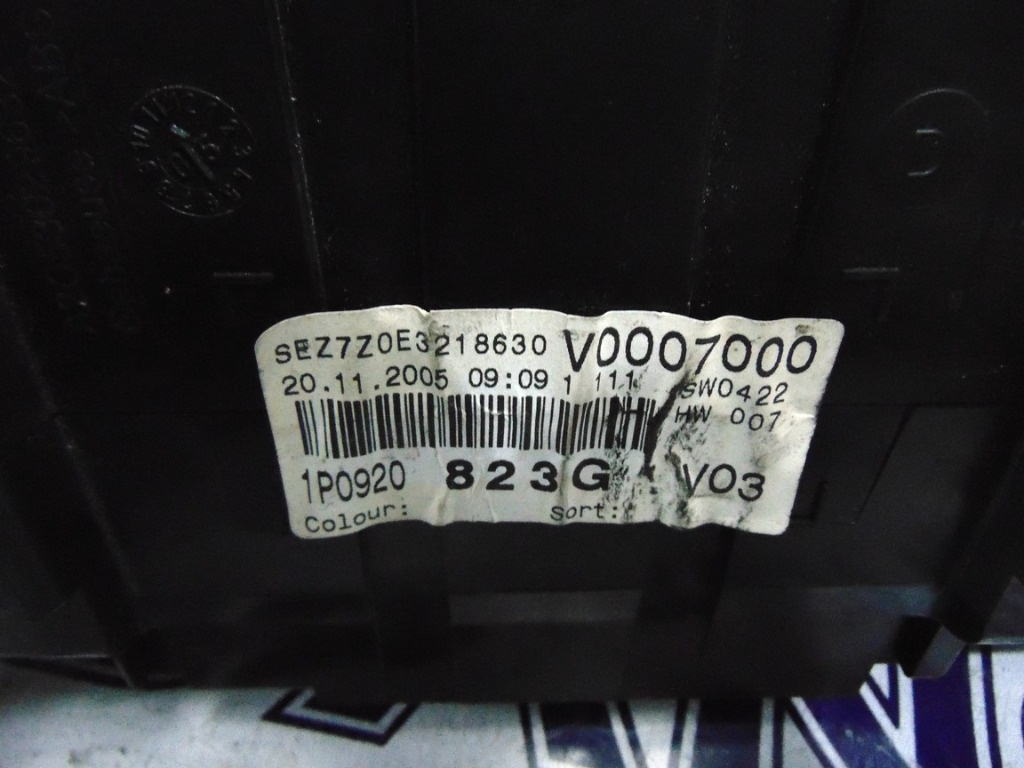 SEZ7Z0E3218630 V0007000
20.11.2005 09:09 1 111 SW0422
HW 007
1P0920 823G V03
Colour: Sort: